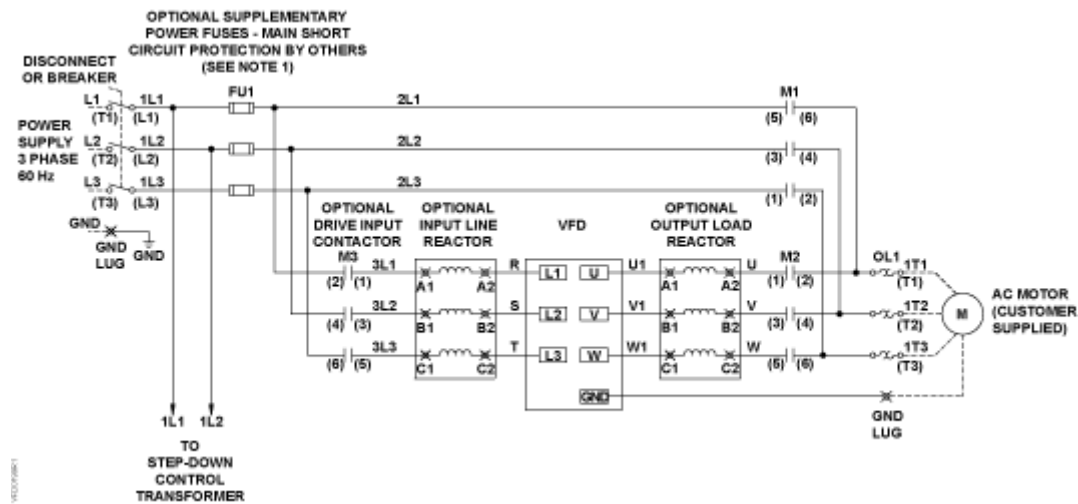 OPTIONAL SUPPLEMENTARY
POWER FUSES - MAIN SHORT
CIRCUIT PROTECTION BY OTHERS
(SEE NOTE 1)
DISCONNECT
OR BREAKER
FU1
M1
L1 1L1 2L1
(T1) (L1) (5) (6)
POWER
SUPPLY
3 PHASE
60 Hz
L2 1L2 2L2
(T2) (L2) (3) (4)
L3 1L3 2L3
(T3) (L3) (1) (2)
GND
GND
LUG
GND
OPTIONAL
DRIVE INPUT
CONTACTOR
OPTIONAL
INPUT LINE
REACTOR
VFD
OPTIONAL
OUTPUT LOAD
REACTOR
M3 M2 OL1
3L1 R L1 U U1 U 1T1
(2) (1) A1 A2 A1 A2 (1) (2) (T1)
3L2 S L2 V V1 V 1T2
(4) (3) B1 B2 B1 B2 (3) (4) (T2)
3L3 T L3 W W1 W 1T3
(6) (5) C1 C2 C1 C2 (5) (6) (T3)
M
AC MOTOR
(CUSTOMER
SUPPLIED)
GND
GND
LUG
1L1 1L2
TO
STEP-DOWN
CONTROL
TRANSFORMER